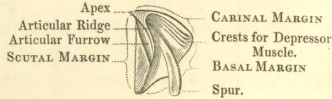 Apex
Articular Ridge
Articular Furrow
Scutal Margin
Carinal Margin
Crests for Depressor
Muscle.
Basal Margin
Spur.